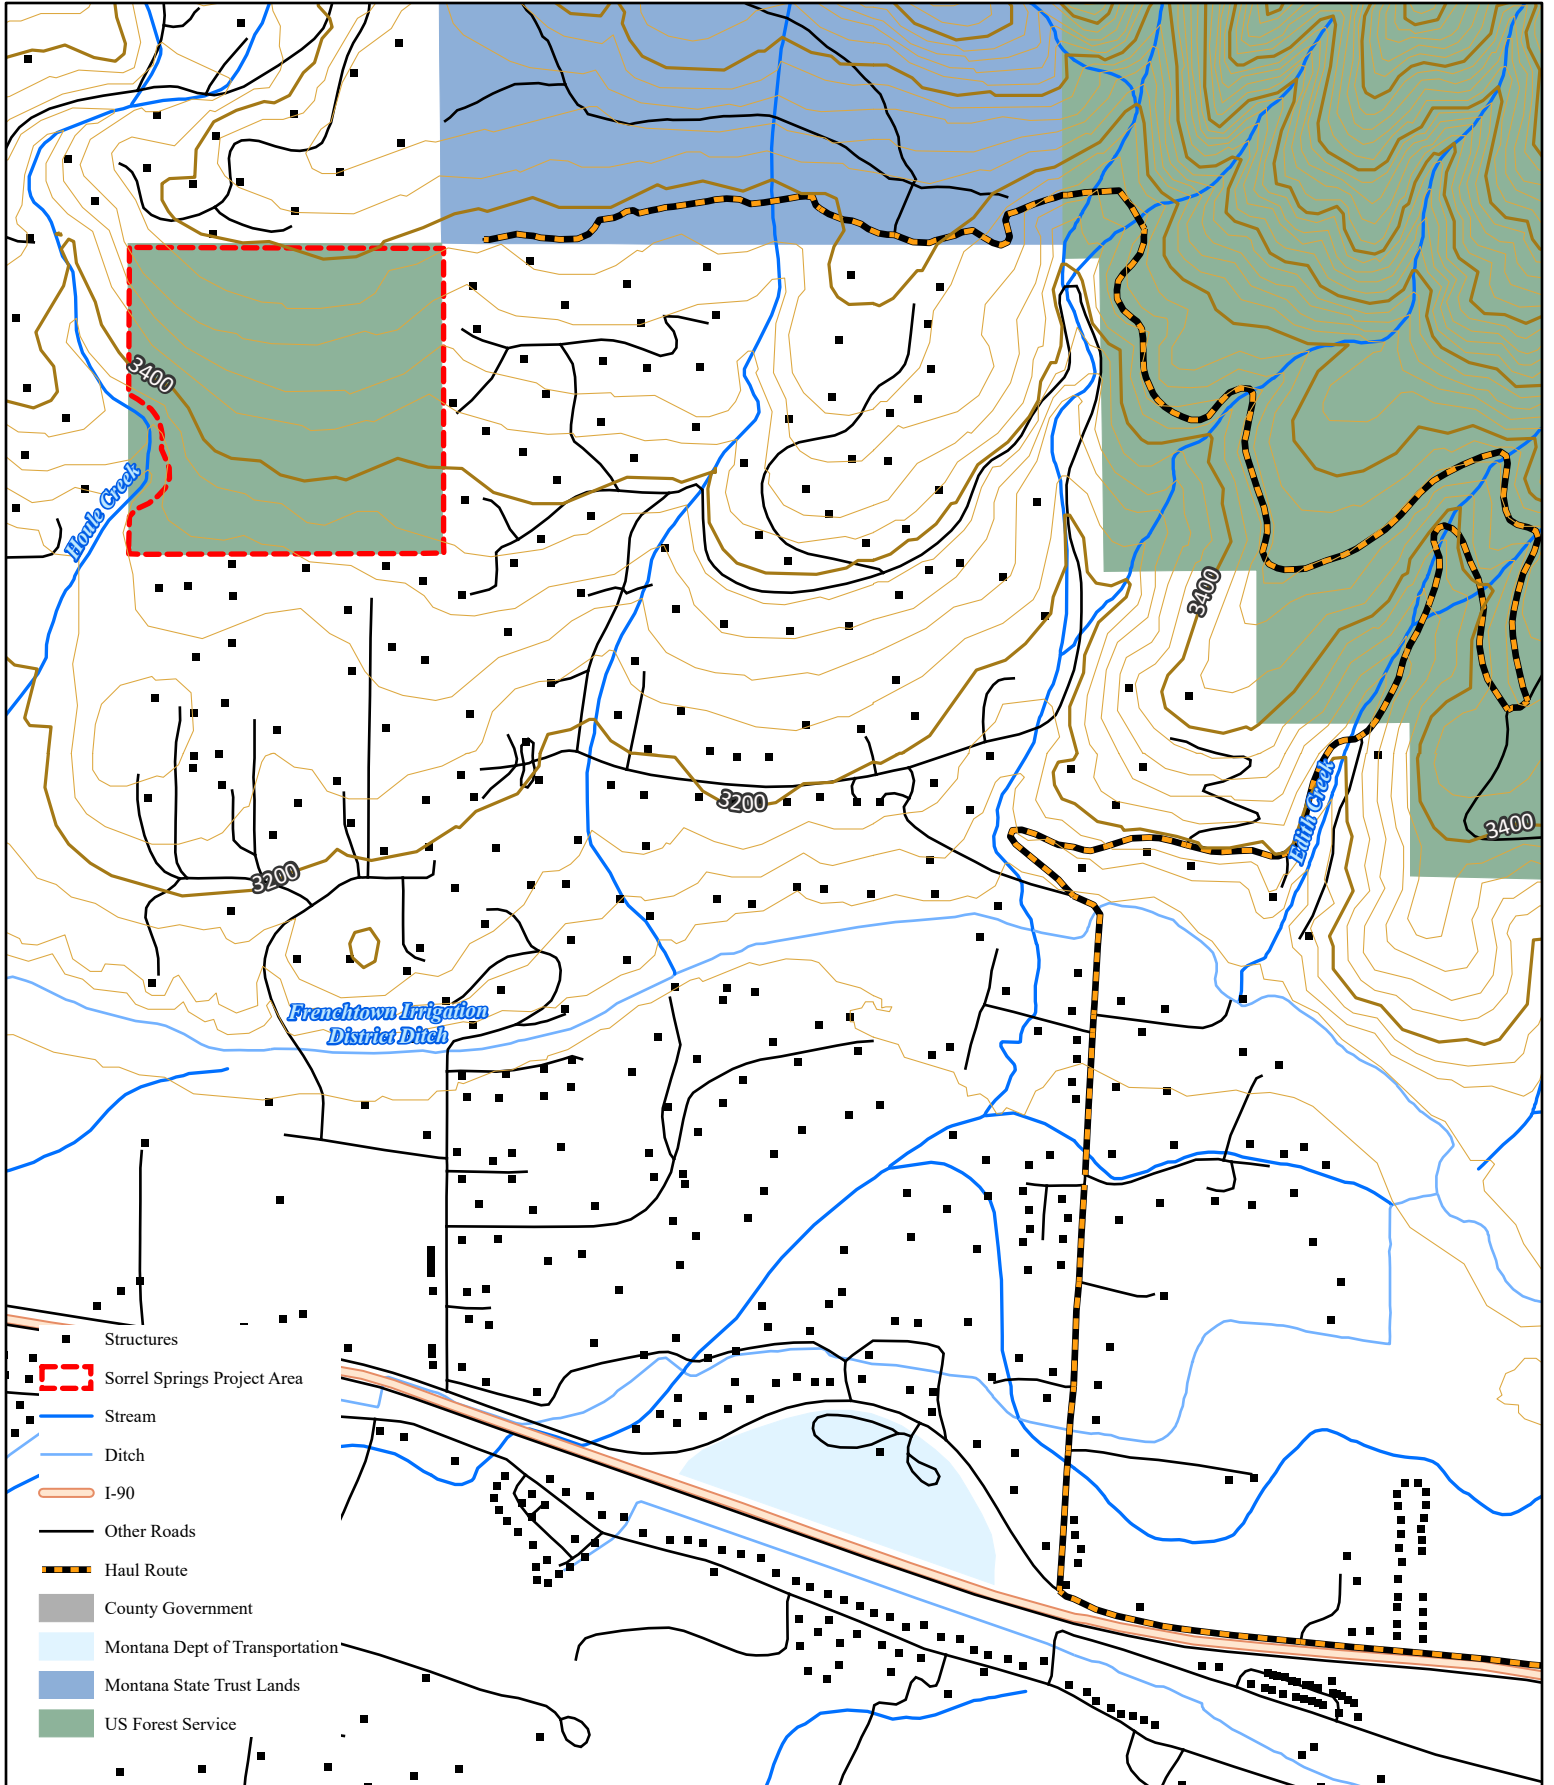 3400
Houle Creek
3400
3200
Edith Creek
3400
3200
Frenchtown Irrigation
District Ditch
Structures
Sorrel Springs Project Area
Stream
Ditch
I-90
Other Roads
Haul Route
County Government
Montana Dept of Transportation
Montana State Trust Lands
US Forest Service